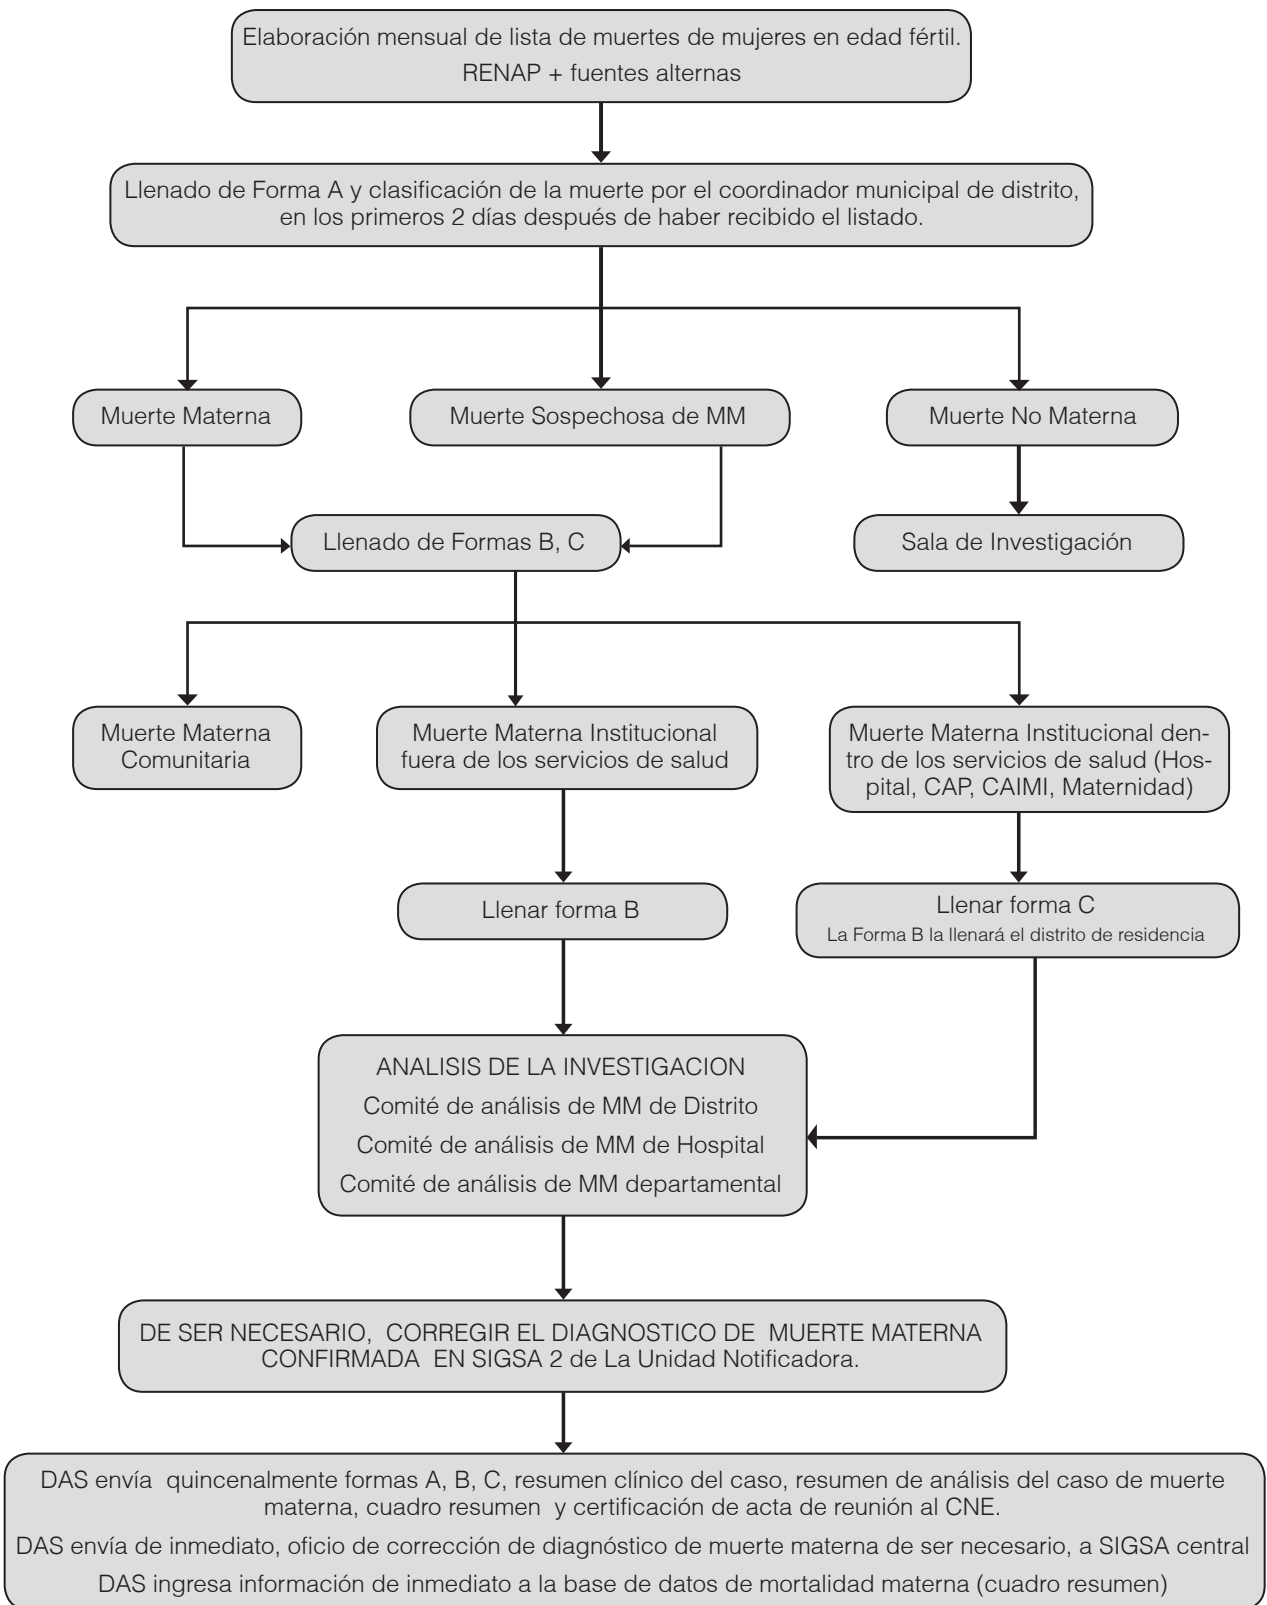 Elaboración mensual de lista de muertes de mujeres en edad fértil.
RENAP + fuentes alternas
Llenado de Forma A y clasificación de la muerte por el coordinador municipal de distrito,
en los primeros 2 días después de haber recibido el listado.
Muerte Materna
Muerte Sospechosa de MM
Muerte No Materna
Llenado de Formas B, C
Sala de Investigación
Muerte Materna
Comunitaria
Muerte Materna Institucional
fuera de los servicios de salud
Muerte Materna Institucional den-
tro de los servicios de salud (Hos-
pital, CAP, CAIMI, Maternidad)
Llenar forma B
Llenar forma C
La Forma B la llenará el distrito de residencia
ANALISIS DE LA INVESTIGACION
Comité de análisis de MM de Distrito
Comité de análisis de MM de Hospital
Comité de análisis de MM departamental
DE SER NECESARIO, CORREGIR EL DIAGNOSTICO DE MUERTE MATERNA
CONFIRMADA EN SIGSA 2 de La Unidad Notificadora.
DAS envía quincenalmente formas A, B, C, resumen clínico del caso, resumen de análisis del caso de muerte
materna, cuadro resumen y certificación de acta de reunión al CNE.
DAS envía de inmediato, oficio de corrección de diagnóstico de muerte materna de ser necesario, a SIGSA central
DAS ingresa información de inmediato a la base de datos de mortalidad materna (cuadro resumen)